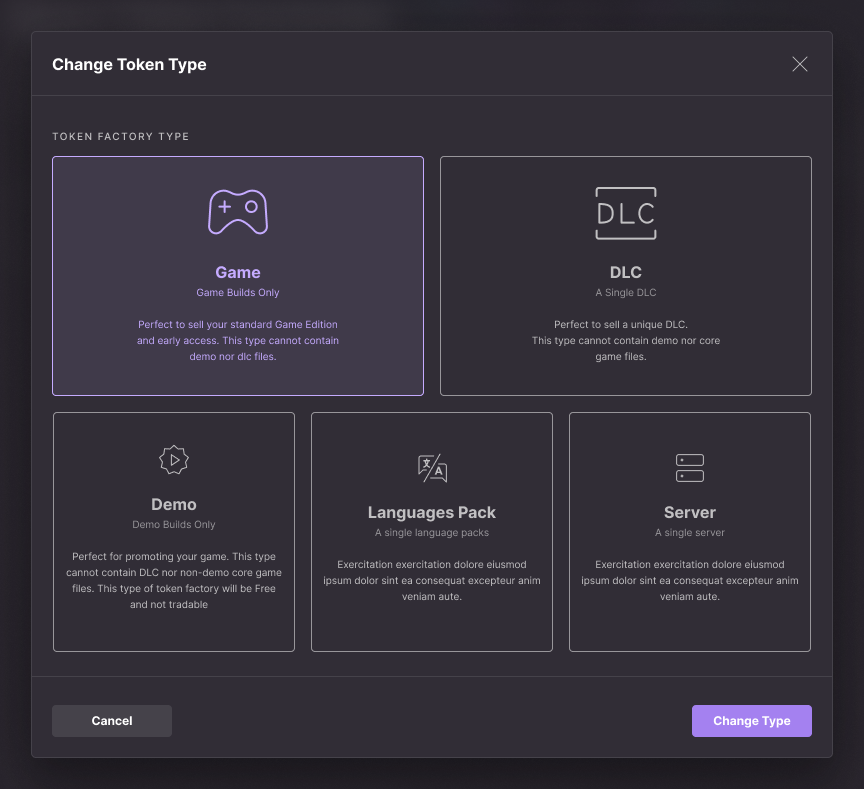 Change Token Type
TOKEN FACTORY TYPE
Game
Game Builds Only
Perfect to sell your standard Game Edition
and early access. This type cannot contain
demo nor dlc files.
DLC
DLC
A Single DLC
Perfect to sell a unique DLC.
This type cannot contain demo nor core
game files.
Demo
Demo Builds Only
Perfect for promoting your game. This type
cannot contain DLC nor non-demo core game
files. This type of token factory will be Free
and not tradable
文
A
Languages Pack
A single language packs
Exercitation exercitation dolore eiusmod
ipsum dolor sint ea consequat excepteur anim
veniam aute.
Server
A single server
Exercitation exercitation dolore eiusmod
ipsum dolor sint ea consequat excepteur anim
veniam aute.
Cancel
Change Type